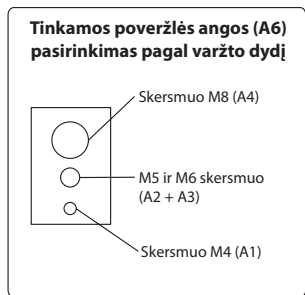 Tinkamos poveržlės angos (A6)
pasirinkimas pagal varžto dydį
Skersmuo M8 (A4)
M5 ir M6 skersmuo
(A2 + A3)
Skersmuo M4 (A1)